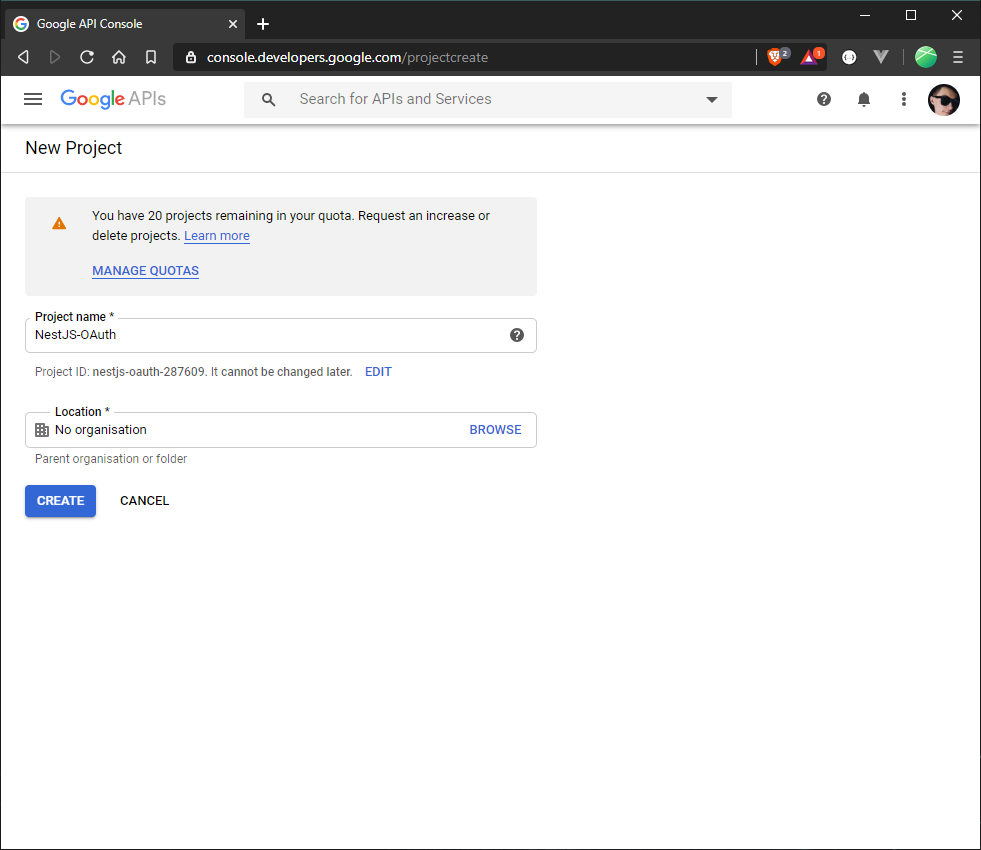 Google API Console
console.developers.google.com/projectcreate
2
1
Google APIs
Search for APIs and Services
New Project
You have 20 projects remaining in your quota. Request an increase or
delete projects. Learn more
MANAGE QUOTAS
Project name *
NestJS-OAuth
Project ID: nestjs-oauth-287609. It cannot be changed later. EDIT
Location *
No organisation BROWSE
Parent organisation or folder
CREATE CANCEL